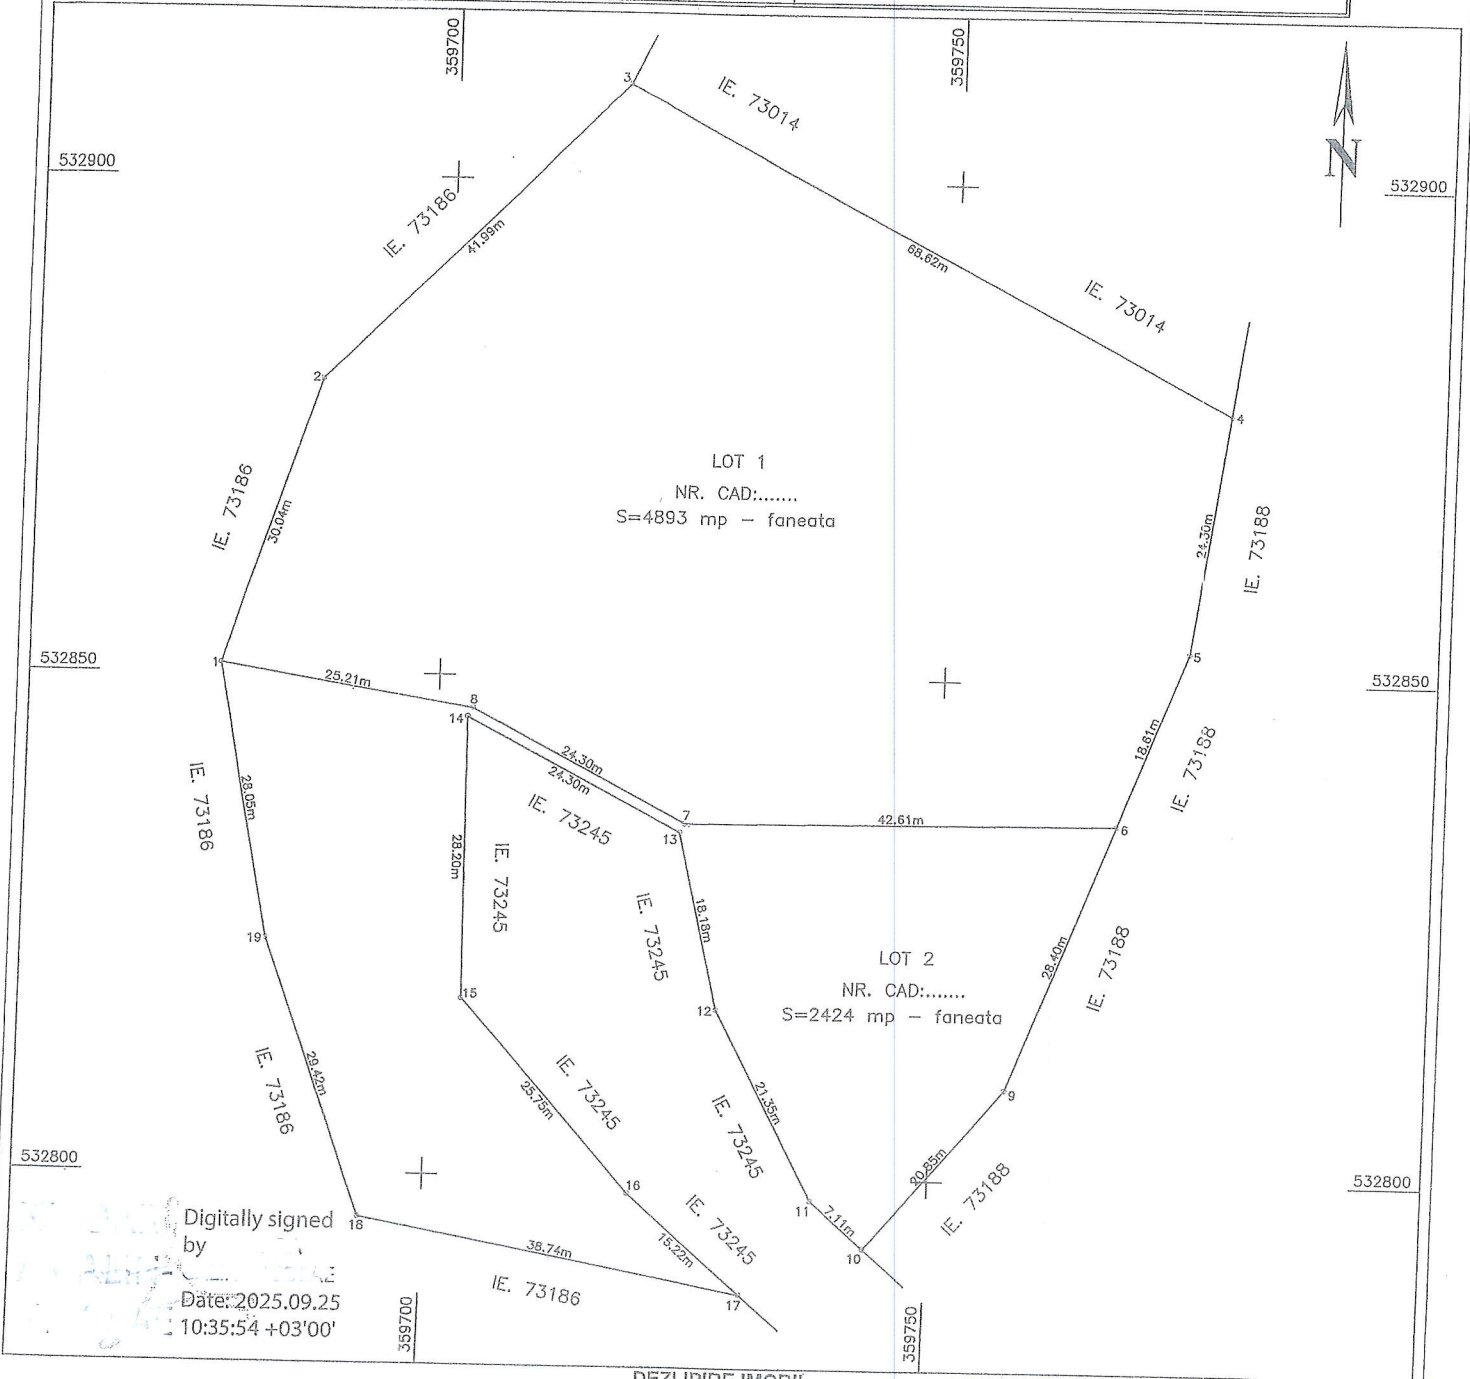 359700
359750
3
IE. 73014
N
532900
532900
IE. 73186
41.99m
68.62m
IE. 73014
2
4
LOT 1
NR. CAD:.......
S=4893 mp – faneata
IE. 73186
30.04m
24.30m
IE. 73188
1
5
532850
532850
25.21m
8
14
18.61m
IE. 73188
24.30m
24.30m
IE. 73245
7
13
42.61m
6
IE. 73186
28.05m
28.20m
IE. 73245
IE. 73245
18.18m
28.40m
IE. 73188
19
LOT 2
NR. CAD:.......
S=2424 mp – faneata
15
12
IE. 73186
29.42m
25.75m
IE. 73245
21.35m
IE. 73245
9
532800
532800
20.85m
IE. 73188
16
11
7.11m
10
18
IE. 73245
15.22m
38.74m
IE. 73186
17
Digitally signed
by
Date: 2025.09.25
10:35:54 +03'00'
359700
359750